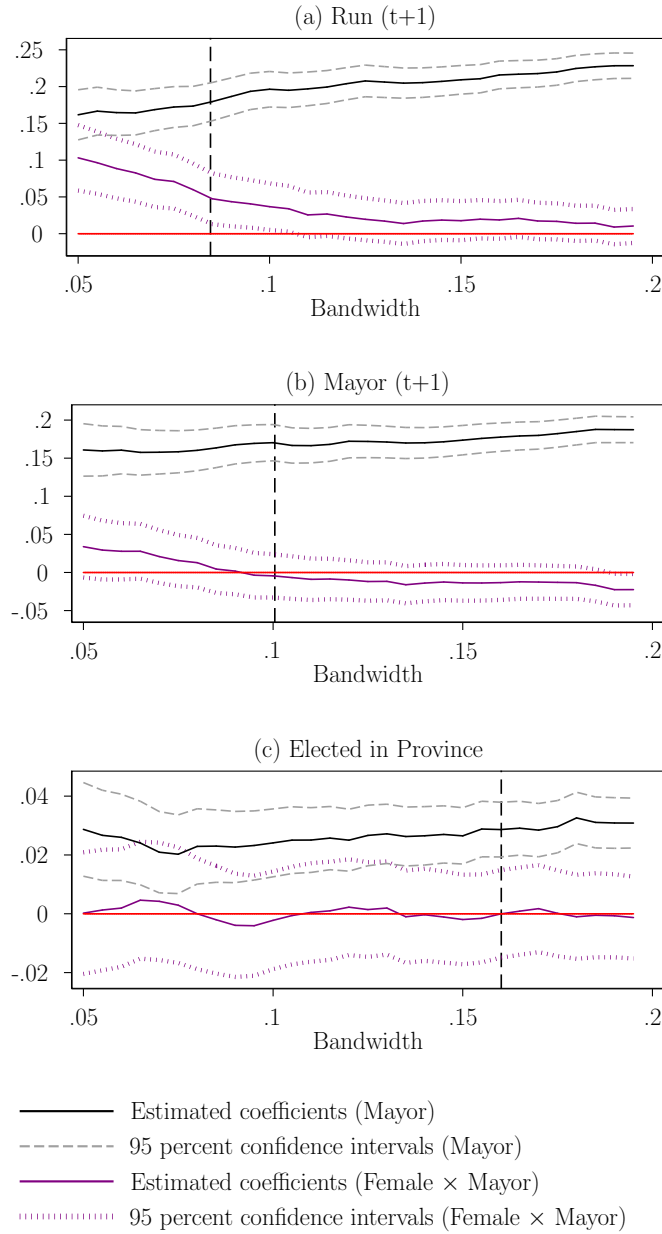 (a) Run (t+1)
.25
.2
.15
.1
.05
0
.05 .1 .15 .2
Bandwidth
(b) Mayor (t+1)
.2
.15
.1
.05
0
-.05
.05 .1 .15 .2
Bandwidth
(c) Elected in Province
.04
.02
0
-.02
.05 .1 .15 .2
Bandwidth
Estimated coefficients (Mayor)
95 percent confidence intervals (Mayor)
Estimated coefficients (Female × Mayor)
95 percent confidence intervals (Female × Mayor)